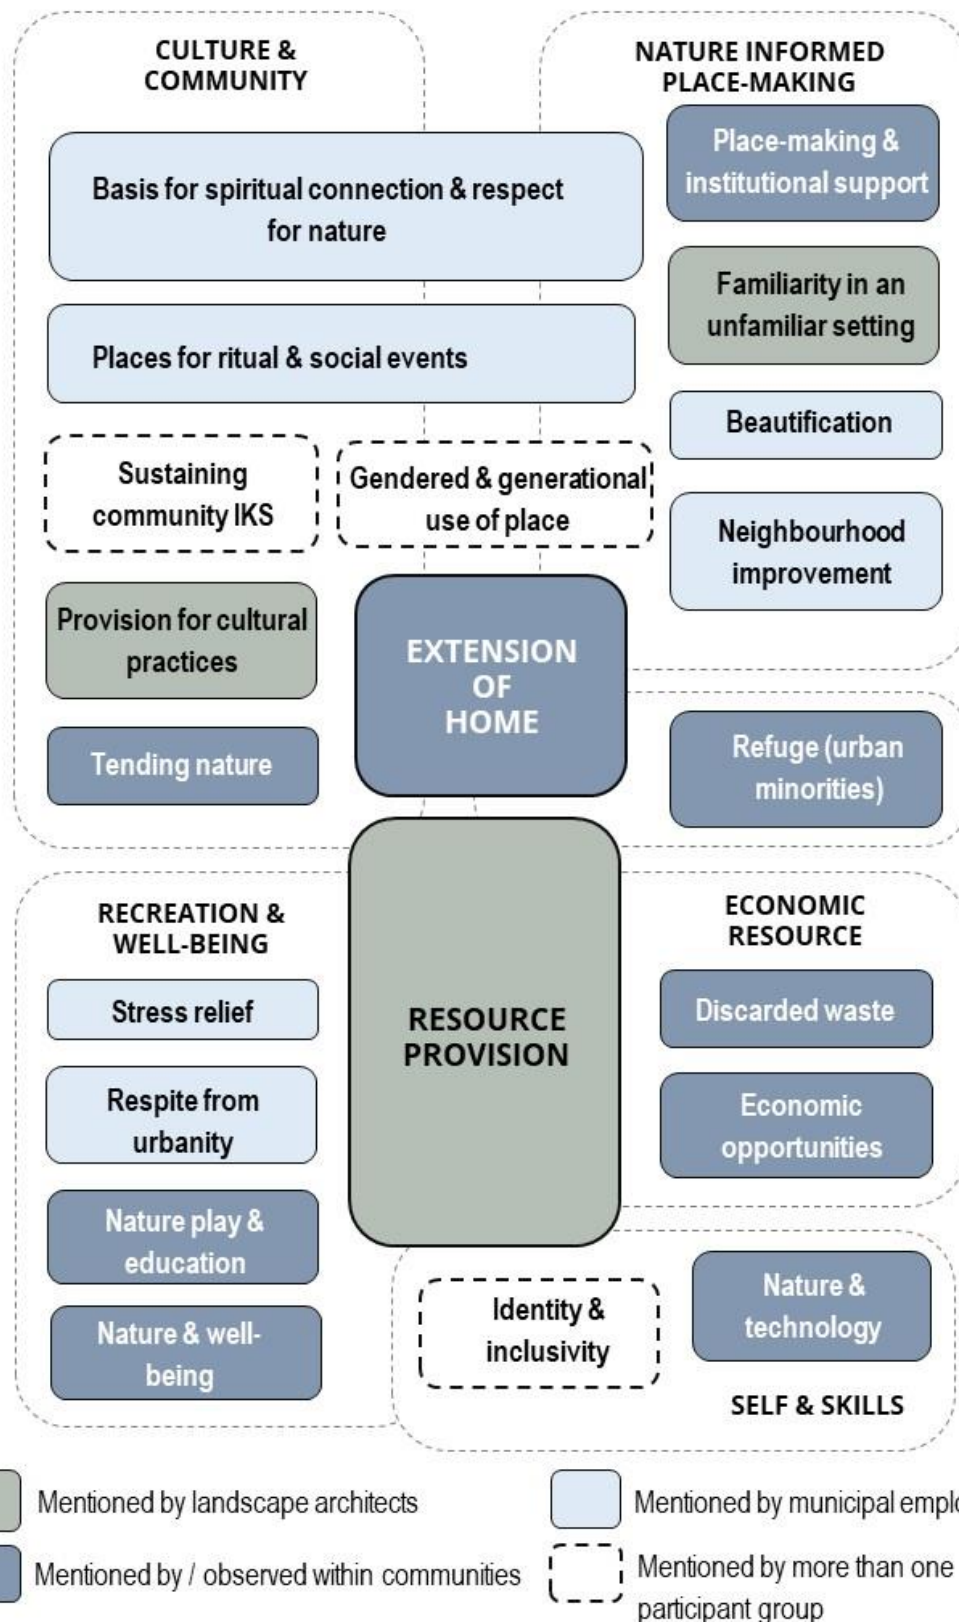 CULTURE &
COMMUNITY
NATURE INFORMED
PLACE-MAKING
Basis for spiritual connection & respect
for nature
Place-making &
institutional support
Familiarity in an
unfamiliar setting
Places for ritual & social events
Beautification
Sustaining
community IKS
Gendered & generational
use of place
Neighbourhood
improvement
Provision for cultural
practices
EXTENSION
OF
HOME
Tending nature
Refuge (urban
minorities)
RECREATION &
WELL-BEING
ECONOMIC
RESOURCE
Stress relief
RESOURCE
PROVISION
Discarded waste
Respite from
urbanity
Economic
opportunities
Nature play &
education
Nature & well-
being
Identity &
inclusivity
Nature &
technology
SELF & SKILLS
Mentioned by landscape architects
Mentioned by municipal
Mentioned by / observed within communities
Mentioned by more than one
participant group